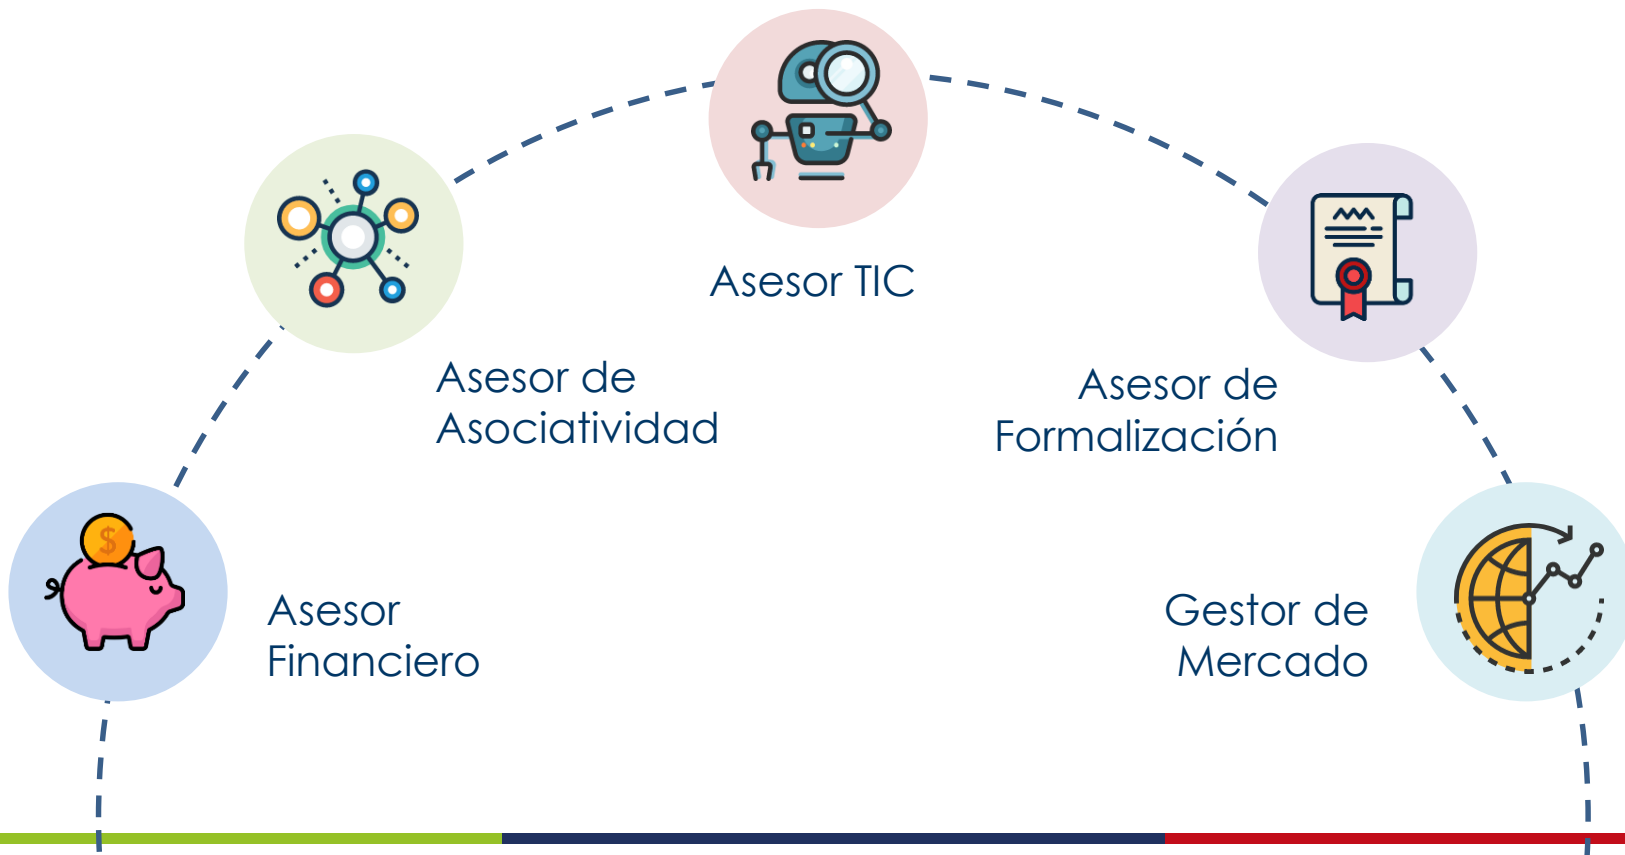 Asesor TIC
Asesor de
Asociatividad
Asesor de
Formalización
Asesor
Financiero
Gestor de
Mercado
$